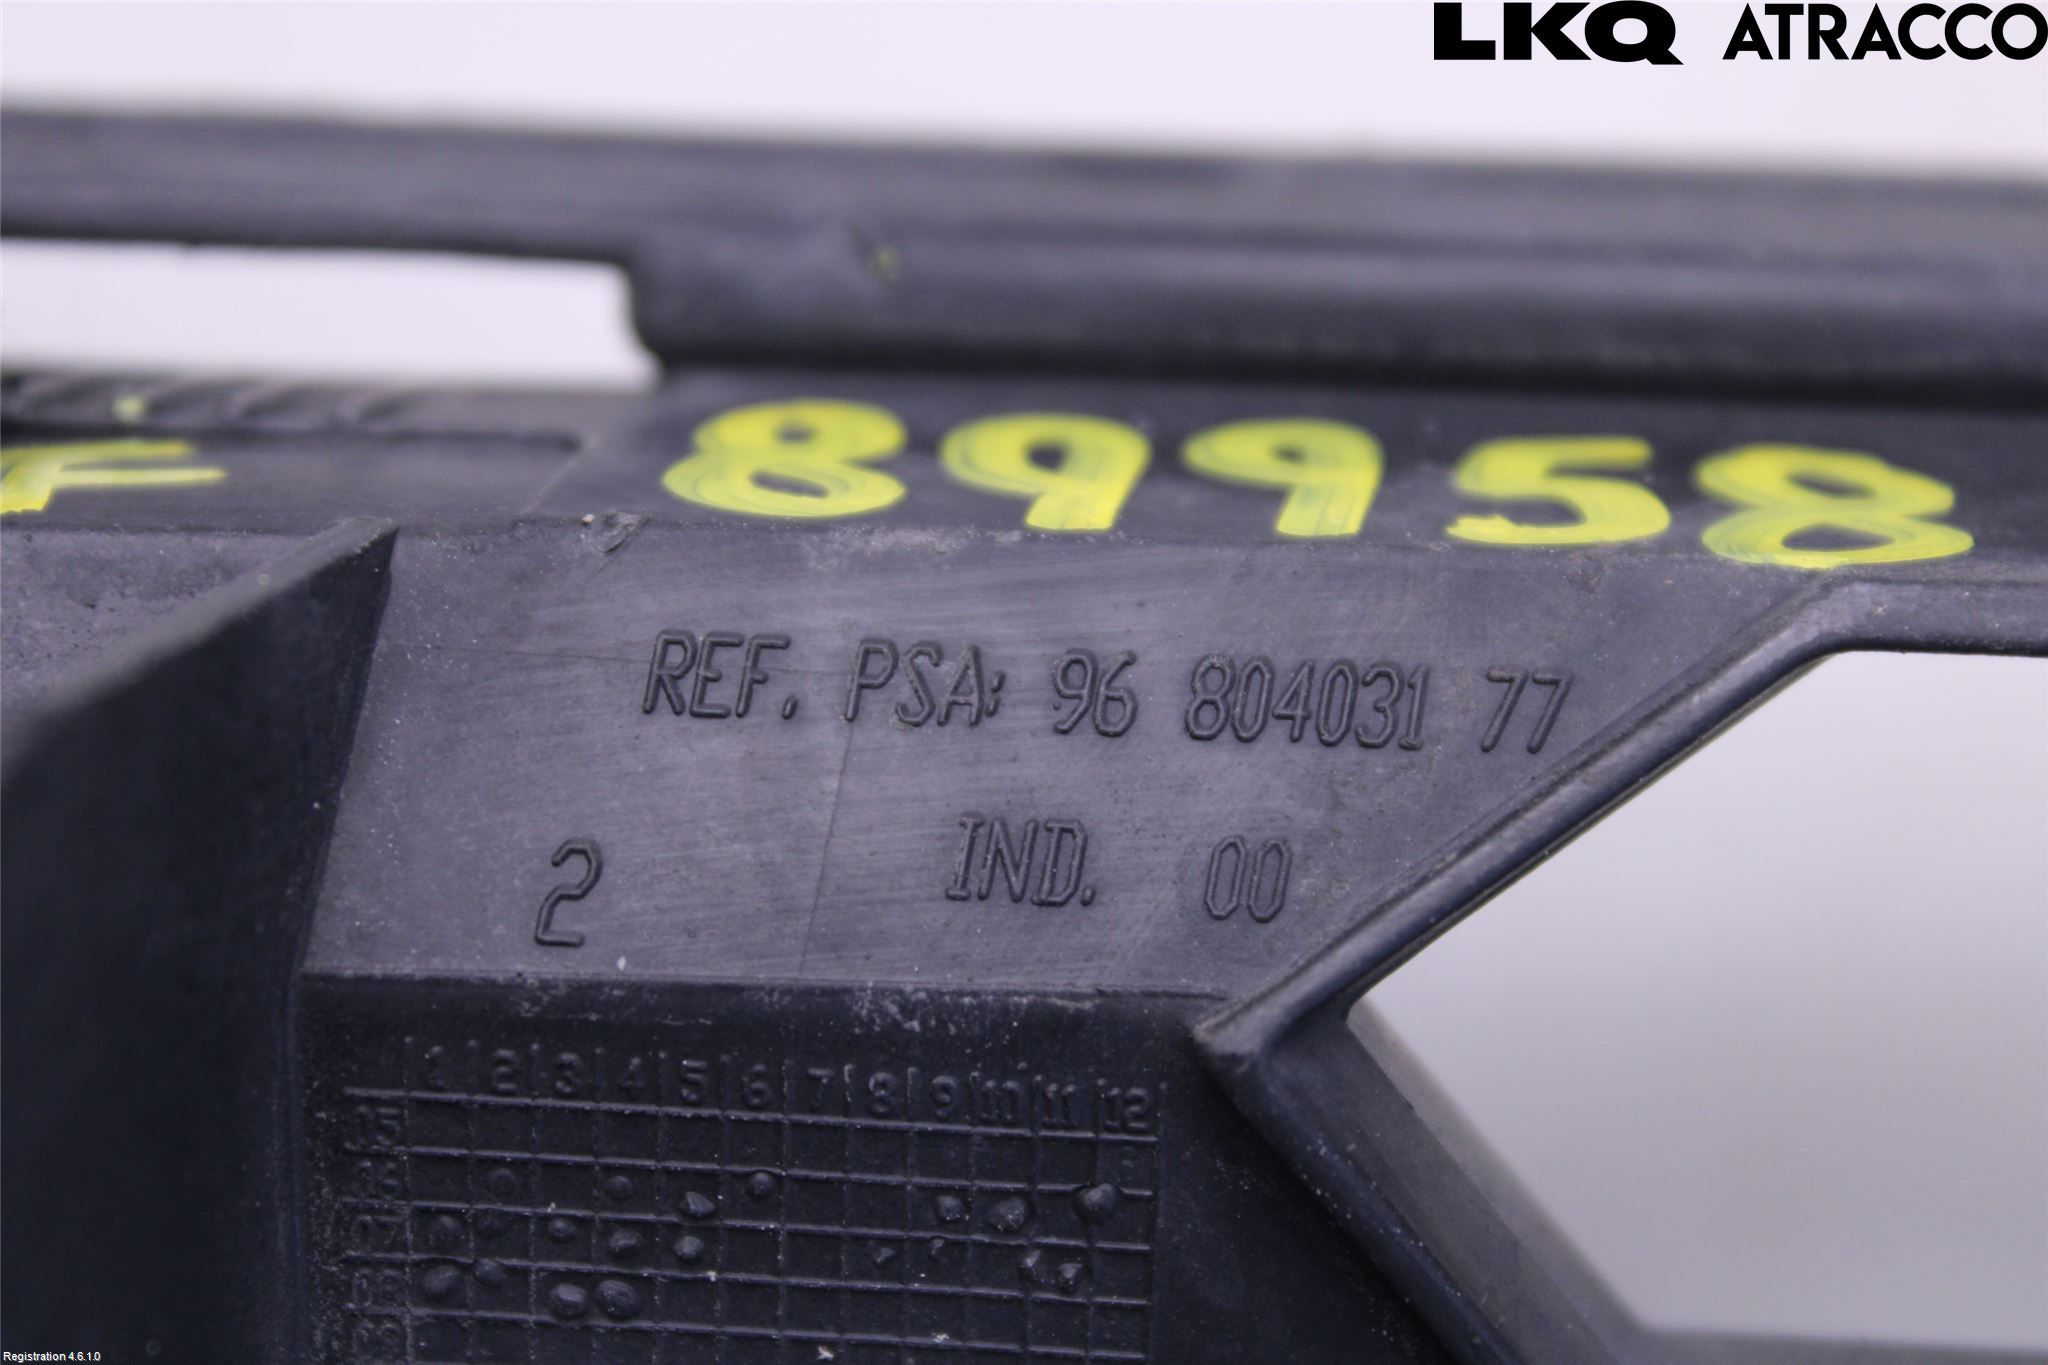 LKQ ATRACCO
89958
REF. PSA: 96 804031 77
2 IND. 00
1 2 3 4 5 6 7 8 9 10 11 12
Registration 4.6.1.0